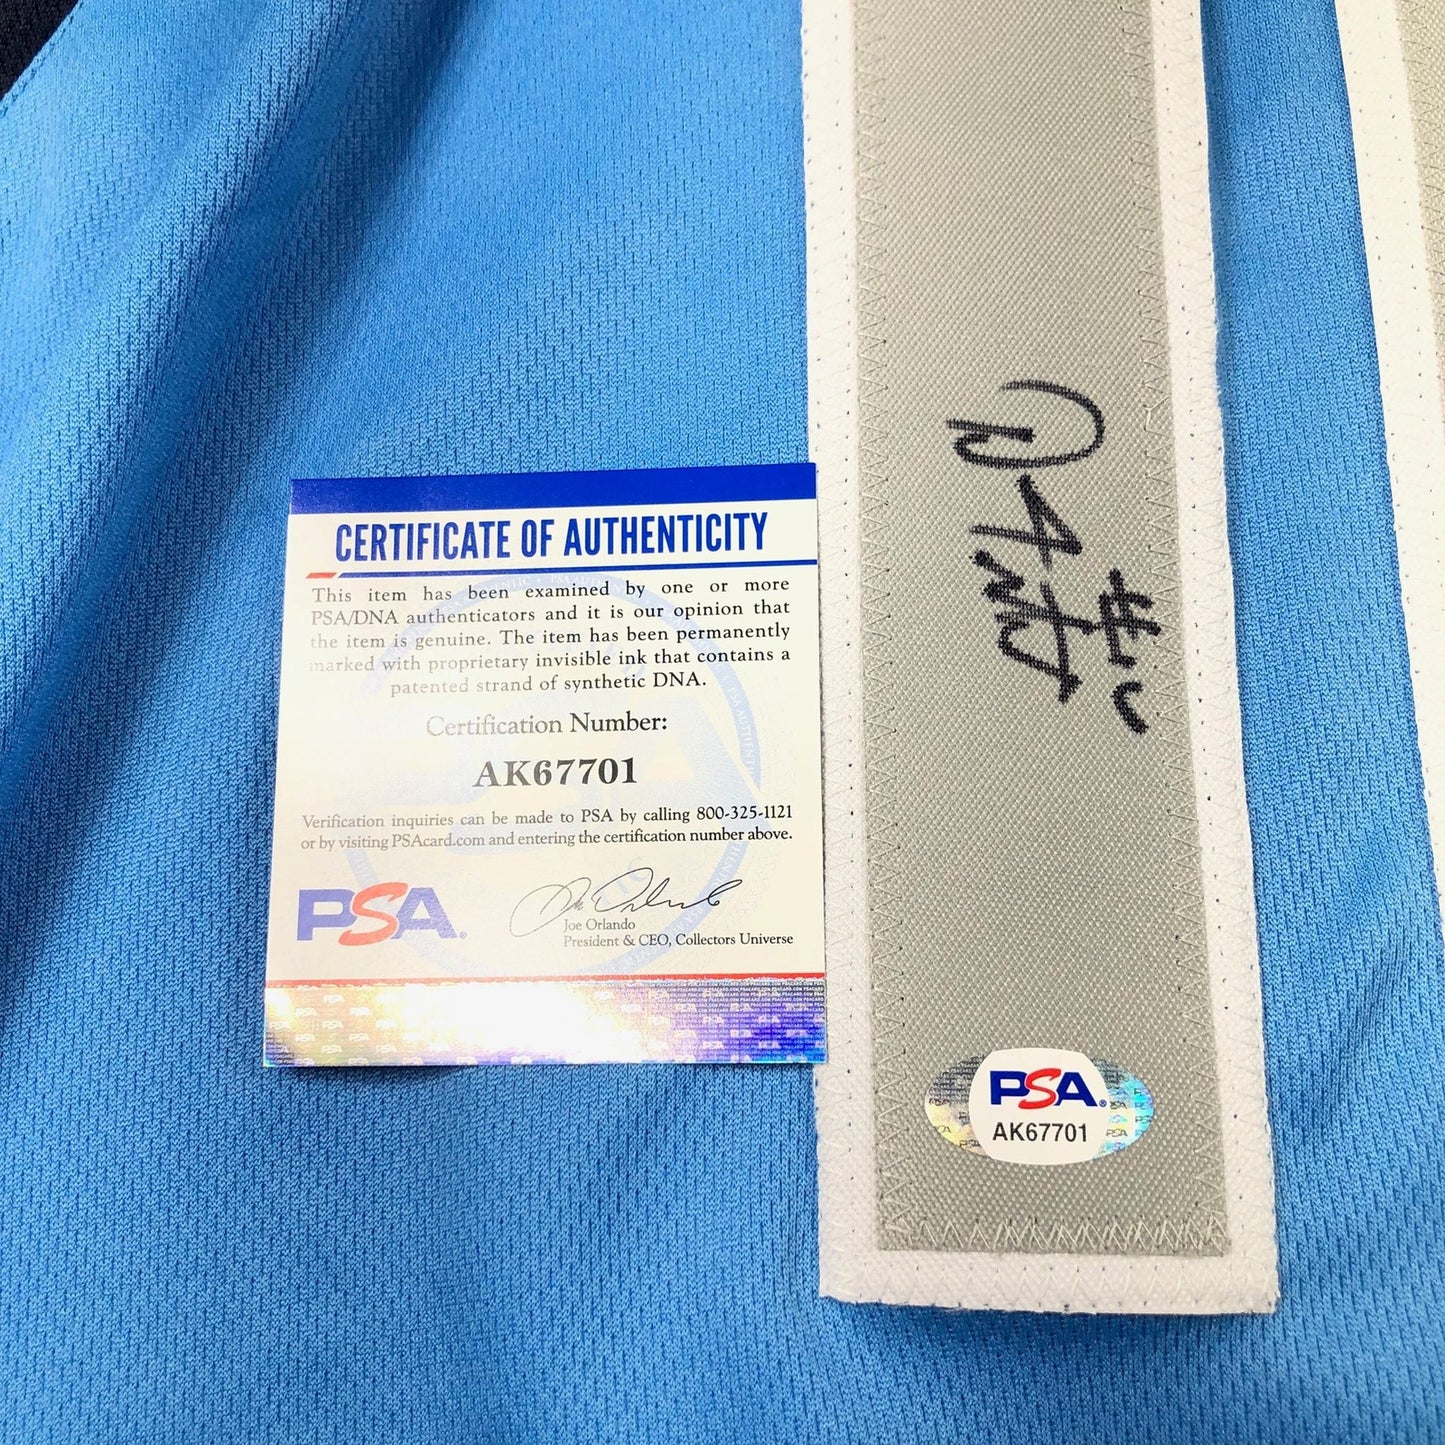 CERTIFICATE OF AUTHENTICITY
This item has been examined by one or more
PSA/DNA authenticators and it is our opinion that
the item is genuine. The item has been permanently
marked with proprietary invisible ink that contains a
patented strand of synthetic DNA.
Certification Number:
AK67701
Verification inquiries can be made to PSA by calling 800-325-1121
or by visiting PSAcard.com and entering the certification number above.
PSA®
Joe Orlando
President & CEO, Collectors Universe
PSA®
AK67701